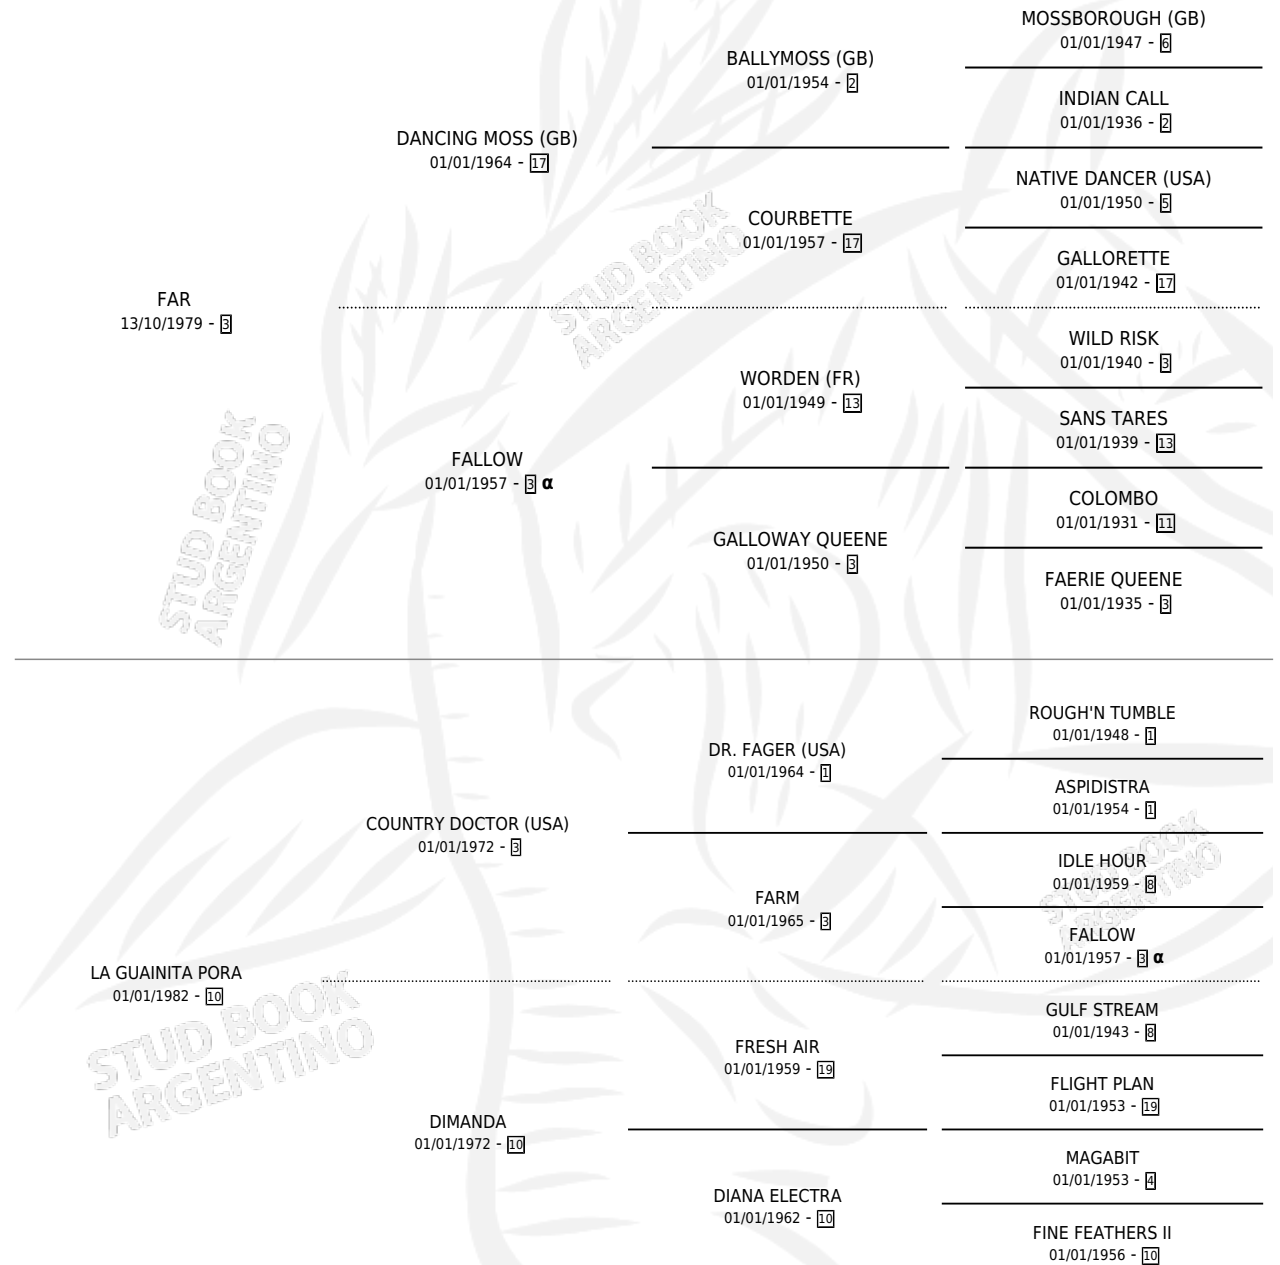 MOSSBOROUGH (GB)
01/01/1947 - 6
BALLYMOSS (GB)
01/01/1954 - 2
INDIAN CALL
01/01/1936 - 2
DANCING MOSS (GB)
01/01/1964 - 17
NATIVE DANCER (USA)
01/01/1950 - 5
COURBETTE
01/01/1957 - 17
GALLORETTE
01/01/1942 - 17
FAR
13/10/1979 - 3
WILD RISK
01/01/1940 - 3
WORDEN (FR)
01/01/1949 - 13
SANS TARES
01/01/1939 - 13
FALLOW
01/01/1957 - 3 α
COLOMBO
01/01/1931 - 11
GALLOWAY QUEENE
01/01/1950 - 3
FAERIE QUEENE
01/01/1935 - 3
ROUGH'N TUMBLE
01/01/1948 - 1
DR. FAGER (USA)
01/01/1964 - 1
ASPIDISTRA
01/01/1954 - 1
COUNTRY DOCTOR (USA)
01/01/1972 - 3
IDLE HOUR
01/01/1959 - 8
FARM
01/01/1965 - 3
FALLOW
01/01/1957 - 3 α
LA GUAINITA PORA
01/01/1982 - 10
GULF STREAM
01/01/1943 - 8
FRESH AIR
01/01/1959 - 19
FLIGHT PLAN
01/01/1953 - 19
DIMANDA
01/01/1972 - 10
MAGABIT
01/01/1953 - 4
DIANA ELECTRA
01/01/1962 - 10
FINE FEATHERS II
01/01/1956 - 10
STUD BOOK
ARGENTINO
STUD BOOK
ARGENTINO
STUD BOOK
ARGENTINO
STUD BOOK
ARGENTINO